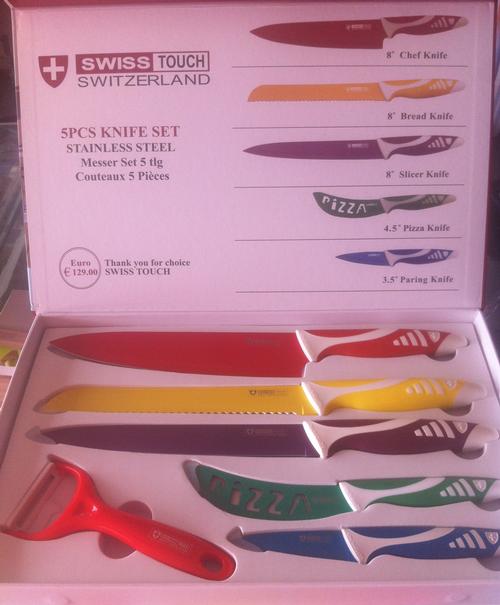 SWISS TOUCH
SWITZERLAND
5PCS KNIFE SET
STAINLESS STEEL
Messer Set 5 tlg
Couteaux 5 Pièces
Euro
€129.00
Thank you for choice
SWISS TOUCH
8" Chef Knife
8" Bread Knife
8" Slicer Knife
PIZZA
4.5" Pizza Knife
3.5" Paring Knife
PIZZA
SWISS TOUCH